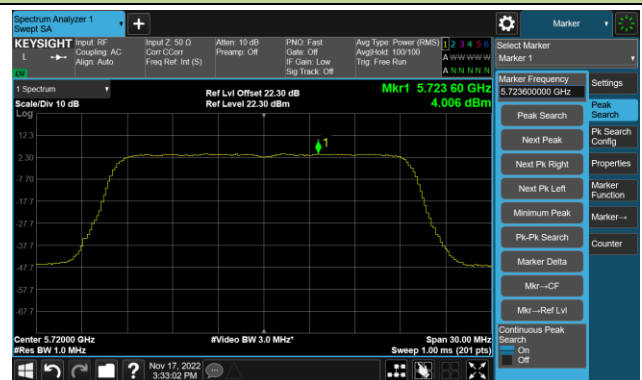 Spectrum Analyzer 1
Swept SA
+
Marker
KEYSIGHT
L
Input: RF
Coupling: AC
Align: Auto
Input Z: 50 Ω
Corr CCorr
Freq Ref: Int (S)
Atten: 10 dB
Preamp: Off
PNO: Fast
Gate: Off
IF Gain: Low
Sig Track: Off
Avg Type: Power (RMS)
Avg|Hold: 100/100
Trig: Free Run
1 2 3 4 5 6
A W W W W W
A N N N N N
Select Marker
Marker 1
1 Spectrum
Scale/Div 10 dB
Log
Ref Lvl Offset 22.30 dB
Ref Level 22.30 dBm
Mkr1 5.723 60 GHz
4.006 dBm
1
12.3
2.30
-7.70
-17.7
-27.7
-37.7
-47.7
-57.7
-67.7
Center 5.72000 GHz
#Res BW 1.0 MHz
#Video BW 3.0 MHz*
Span 30.00 MHz
Sweep 1.00 ms (201 pts)
Marker Frequency
5.723600000 GHz
Peak Search
Next Peak
Next Pk Right
Next Pk Left
Minimum Peak
Pk-Pk Search
Marker Delta
Mkr→CF
Mkr→Ref Lvl
Continuous Peak
Search
On
Off
Settings
Peak
Search
Pk Search
Config
Properties
Marker
Function
Marker→
Counter
?
Nov 17, 2022
3:33:02 PM